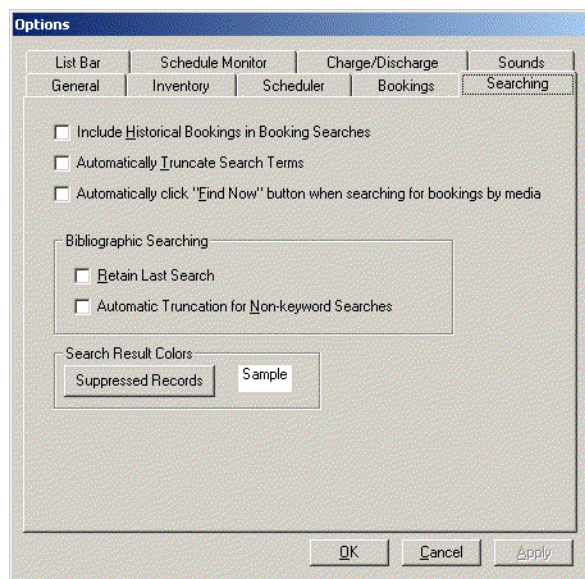 Options
List Bar Schedule Monitor Charge/Discharge Sounds
General Inventory Scheduler Bookings Searching
Include Historical Bookings in Booking Searches
Automatically Truncate Search Terms
Automatically click "Find Now" button when searching for bookings by media
Bibliographic Searching
Retain Last Search
Automatic Truncation for Non-keyword Searches
Search Result Colors
Suppressed Records Sample
OK Cancel Apply